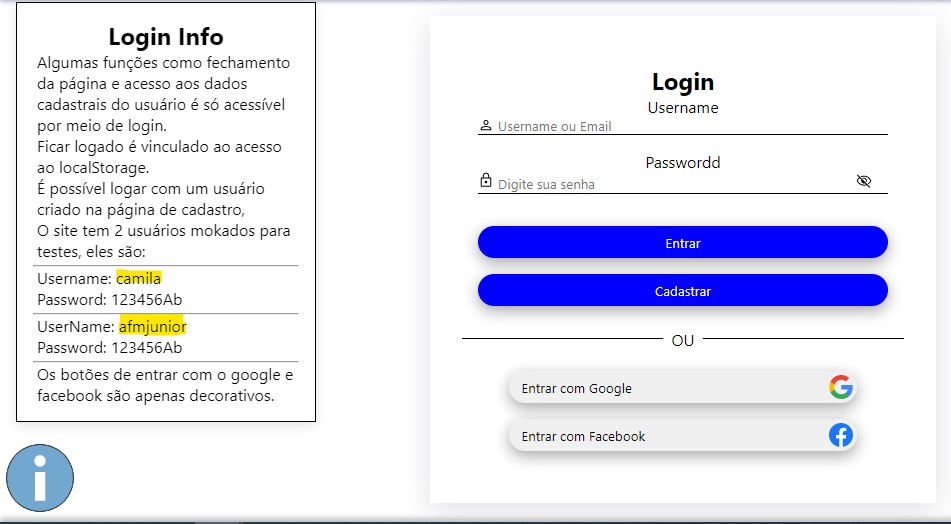 Login Info
Algumas funções como fechamento
da página e acesso aos dados
cadastrais do usuário é só acessível
por meio de login.
Ficar logado é vinculado ao acesso
ao localStorage.
É possível logar com um usuário
criado na página de cadastro,
O site tem 2 usuários mokados para
testes, eles são:
Username: camila
Password: 123456Ab
UserName: afmjunior
Password: 123456Ab
Os botões de entrar com o google e
facebook são apenas decorativos.
Login
Username
Username ou Email
Passwordd
Digite sua senha
Entrar
Cadastrar
OU
Entrar com Google
Entrar com Facebook